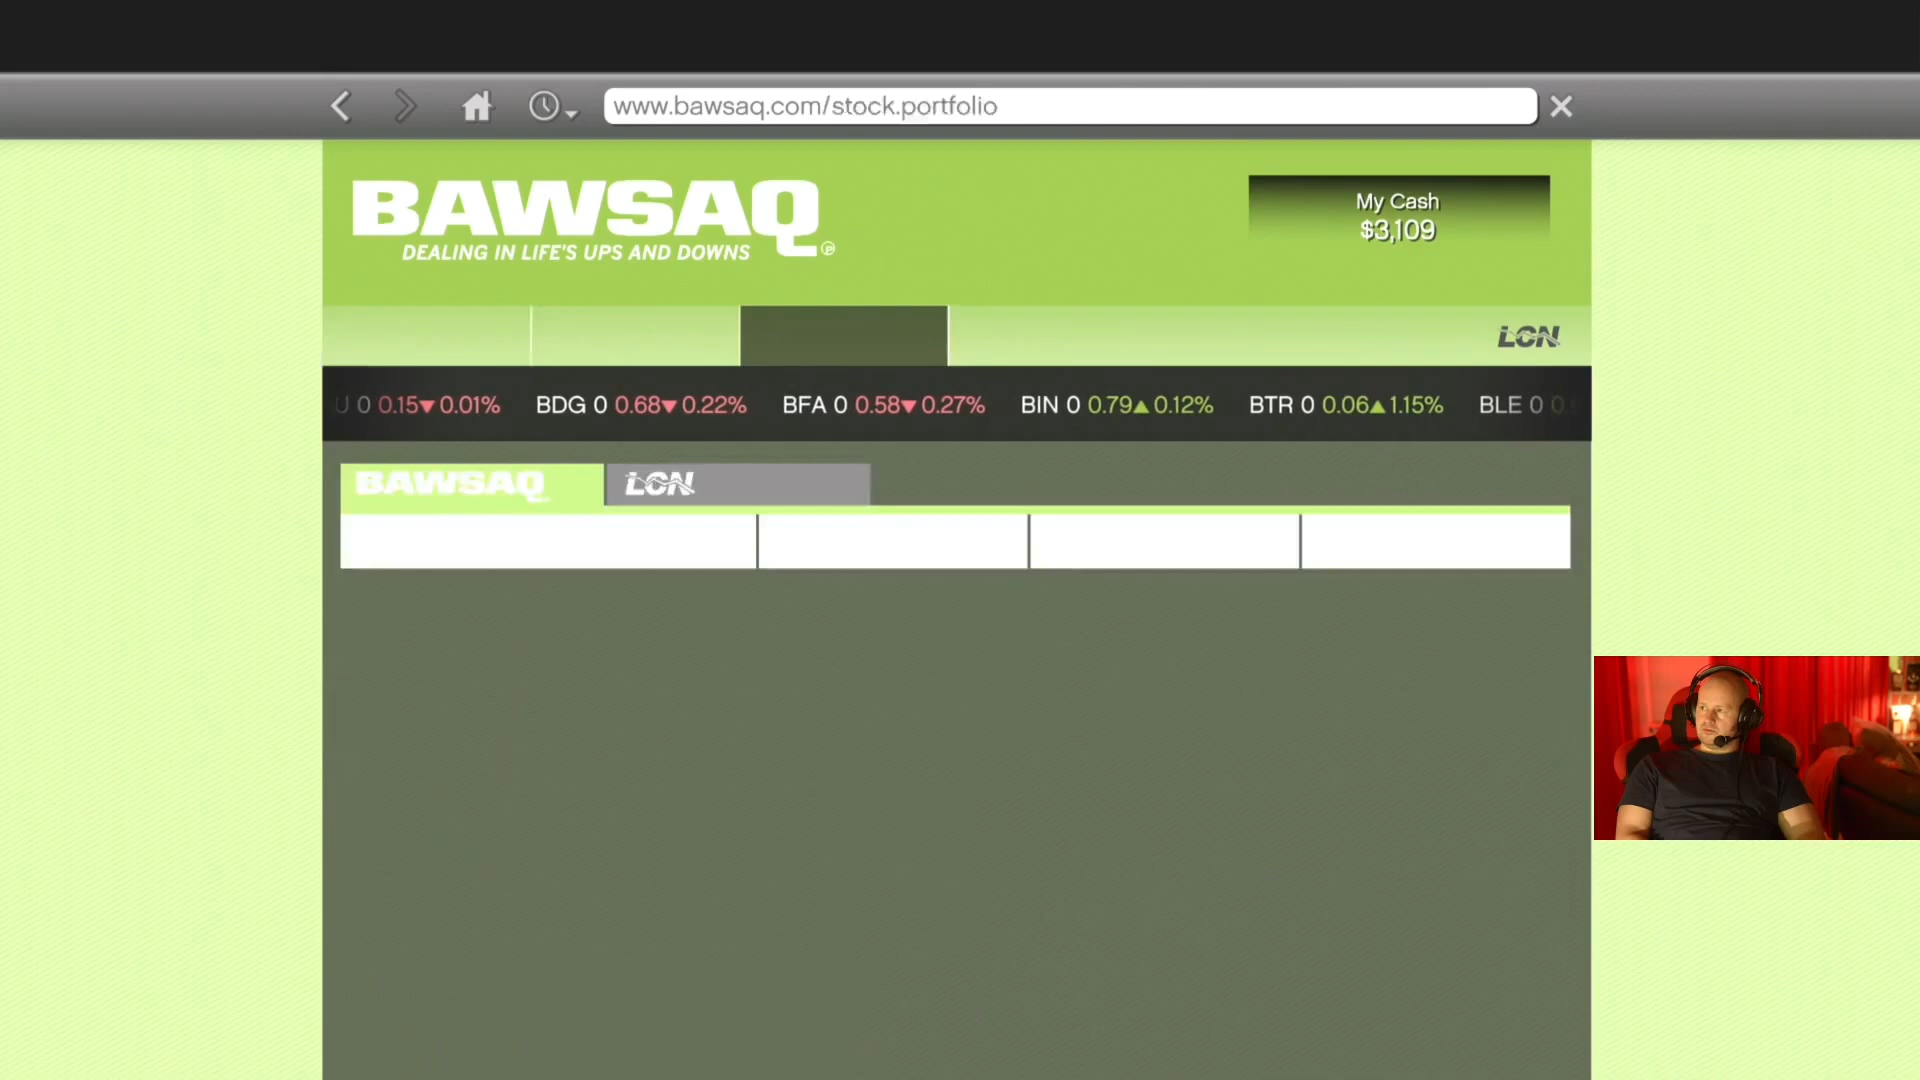 www.bawsaq.com/stock.portfolio
BAWSAQ
DEALING IN LIFE'S UPS AND DOWNS
My Cash
$3,109
LCN
U 0 0.15▼0.01% BDG 0 0.68▼0.22% BFA 0 0.58▼0.27% BIN 0 0.79▲0.12% BTR 0 0.06▲1.15% BLE 0 0
BAWSAQ LCN